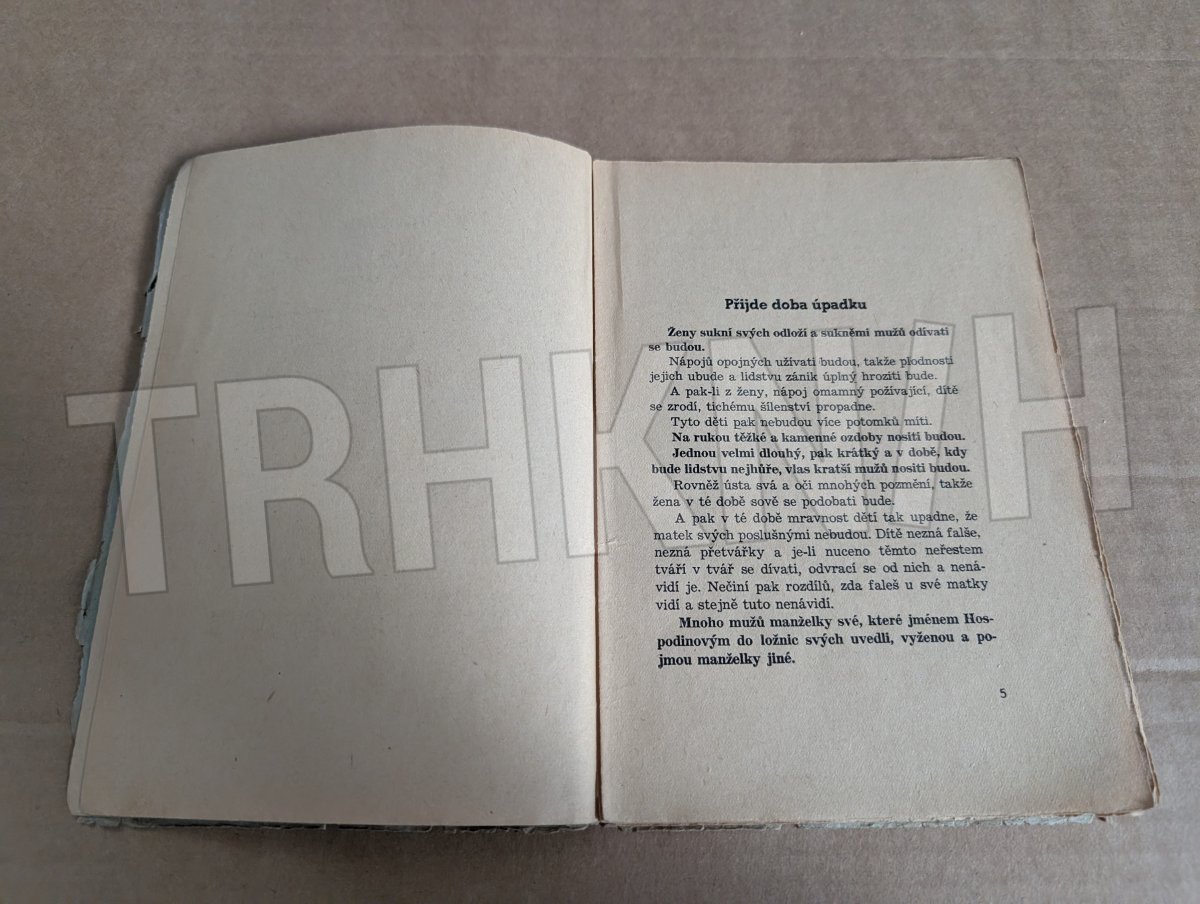 Přijde doba úpadku
Ženy sukní svých odloží a sukněmi mužů odívati
se budou.
Nápojů opojných užívati budou, takže plodnosti
jejich ubude a lidstvu zánik úplný hroziti bude.
A pak-li z ženy, nápoj omamný požívající, dítě
se zrodí, tichému šílenství propadne.
Tyto děti pak nebudou více potomků míti.
Na rukou těžké a kamenné ozdoby nositi budou.
Jednou velmi dlouhý, pak krátký a v době, kdy
bude lidstvu nejhůře, vlas kratší mužů nositi budou.
Rovněž ústa svá a oči mnohých pozmění, takže
žena v té době sově se podobati bude.
A pak v té době mravnost dětí tak upadne, že
matek svých poslušnými nebudou. Dítě nezná falše,
nezná přetvářky a je-li nuceno těmto neřestem
tváří v tvář se dívati, odvrací se od nich a nená-
vidí je. Nečiní pak rozdílů, zda faleš u své matky
vidí a stejně tuto nenávidí.
Mnoho mužů manželky své, které jménem Hos-
podinovým do ložnic svých uvedli, vyženou a po-
jmou manželky jiné.
5
TRHKNIH